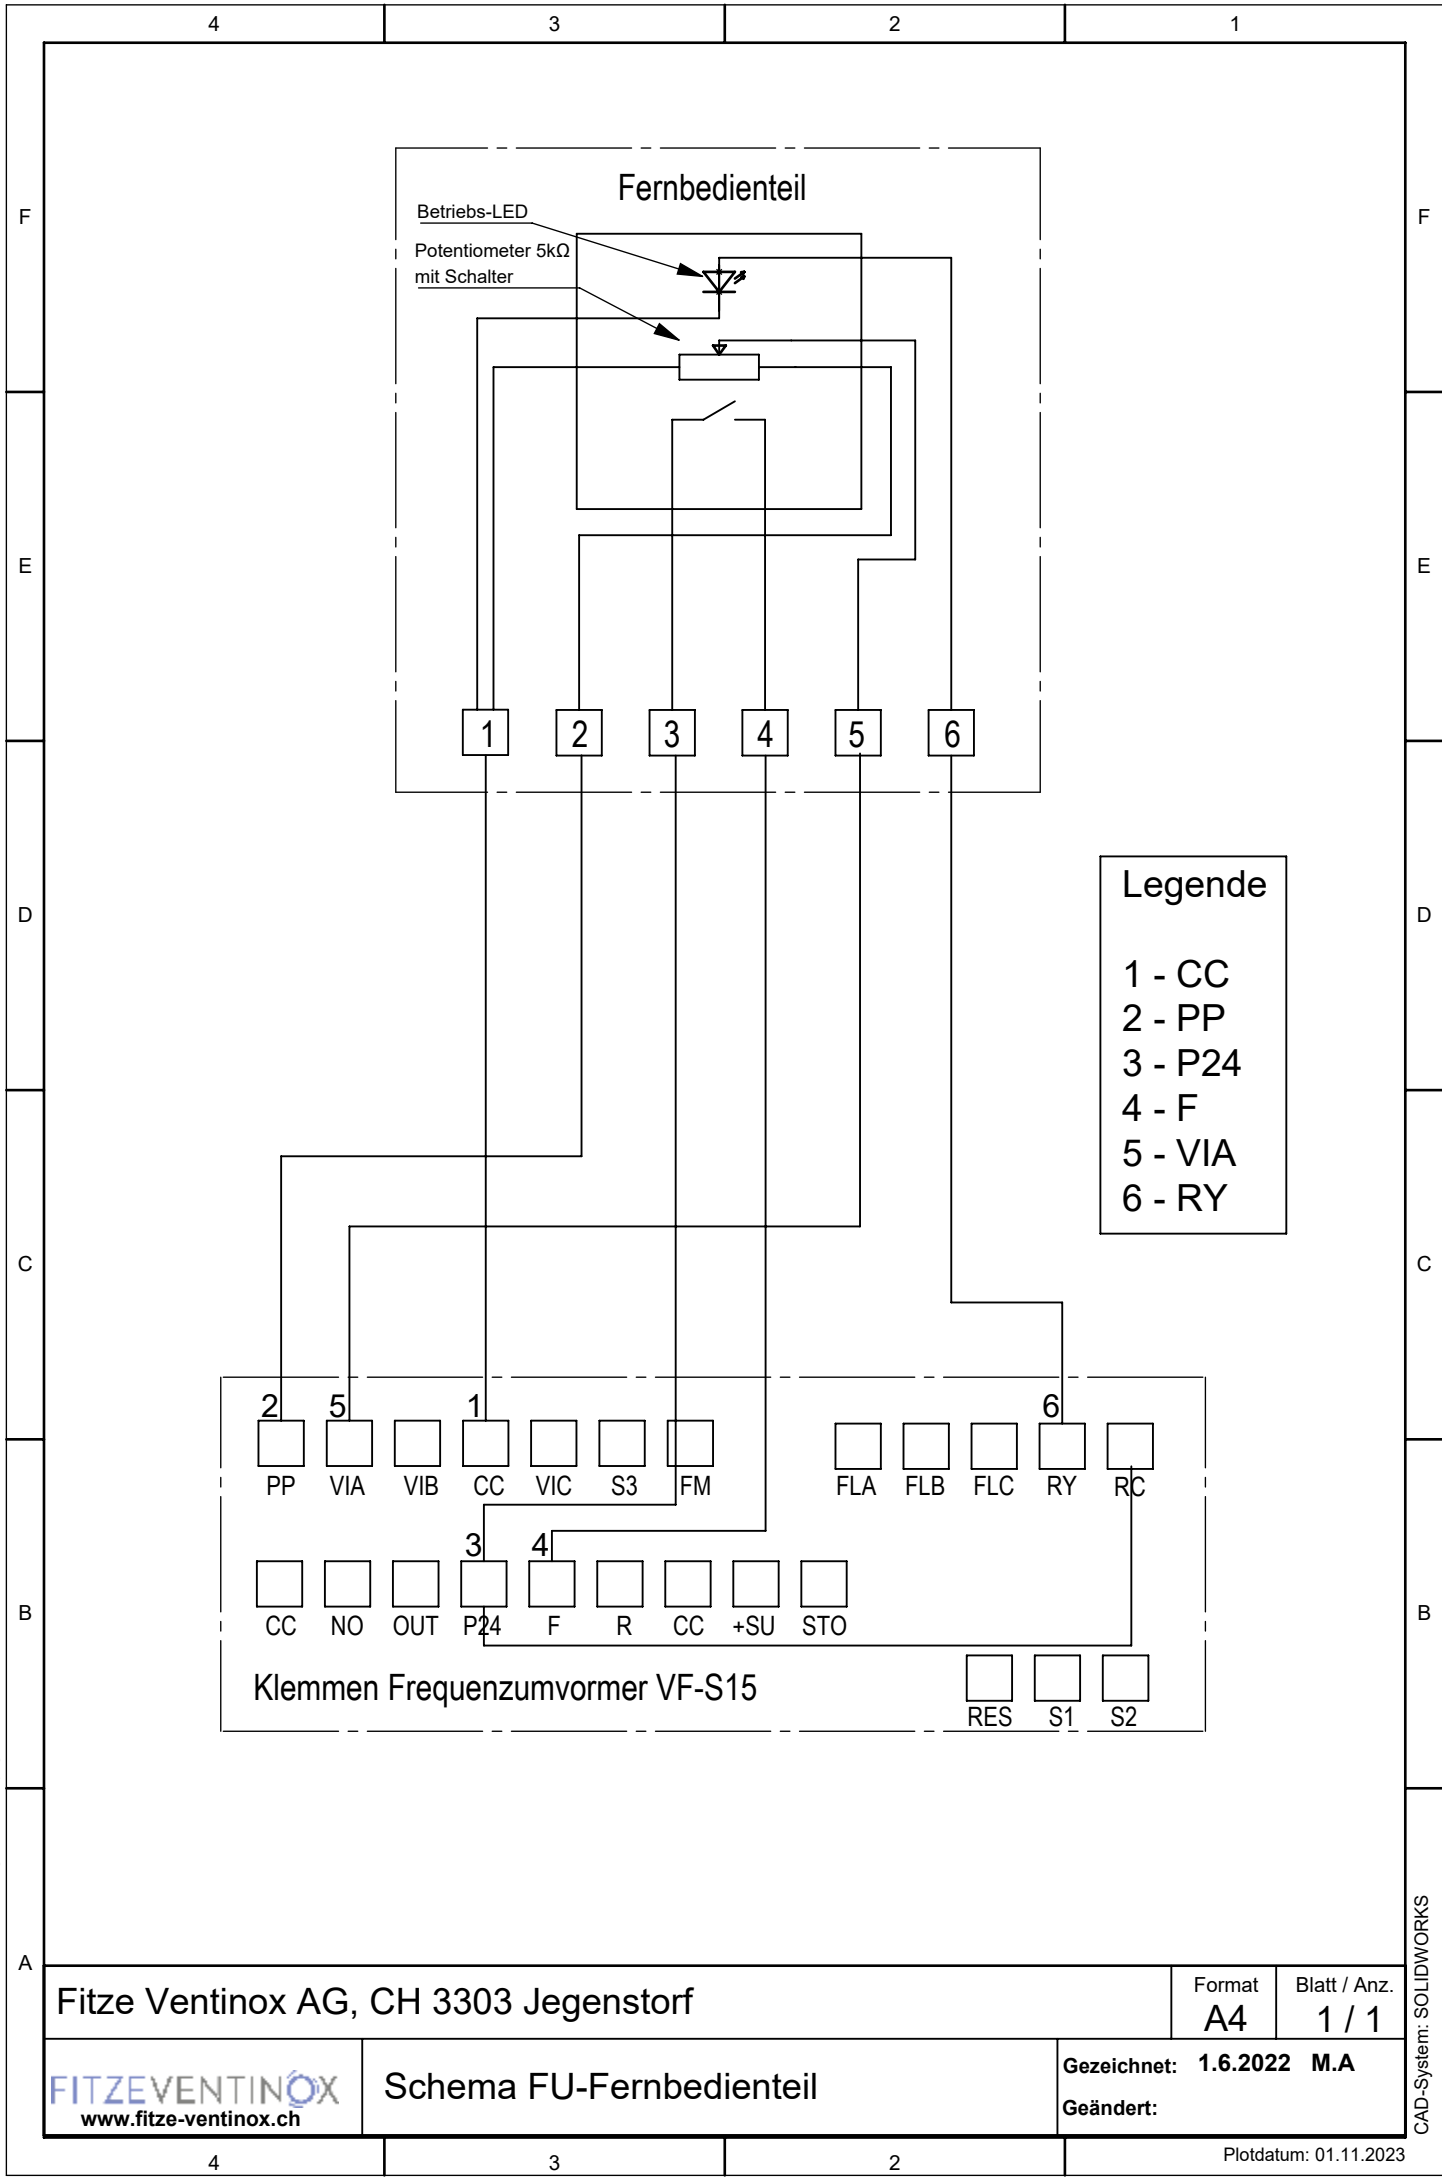 4 3 2 1
Fernbedienteil
F F
Betriebs-LED
Potentiometer 5kΩ
mit Schalter
E E
1 2 3 4 5 6
Legende
D D
1 - CC
2 - PP
3 - P24
4 - F
5 - VIA
6 - RY
C C
2 5 1 6
PP VIA VIB CC VIC S3 FM FLA FLB FLC RY RC
3 4
B B
CC NO OUT P24 F R CC +SU STO
Klemmen Frequenzumvormer VF-S15
RES S1 S2
A
CAD-System: SOLIDWORKS
Fitze Ventinox AG, CH 3303 Jegenstorf
Format
A4
Blatt / Anz.
1 / 1
FITZEVENTINOX
www.fitze-ventinox.ch
Schema FU-Fernbedienteil
Gezeichnet: 1.6.2022 M.A
Geändert:
4 3 2
Plotdatum: 01.11.2023